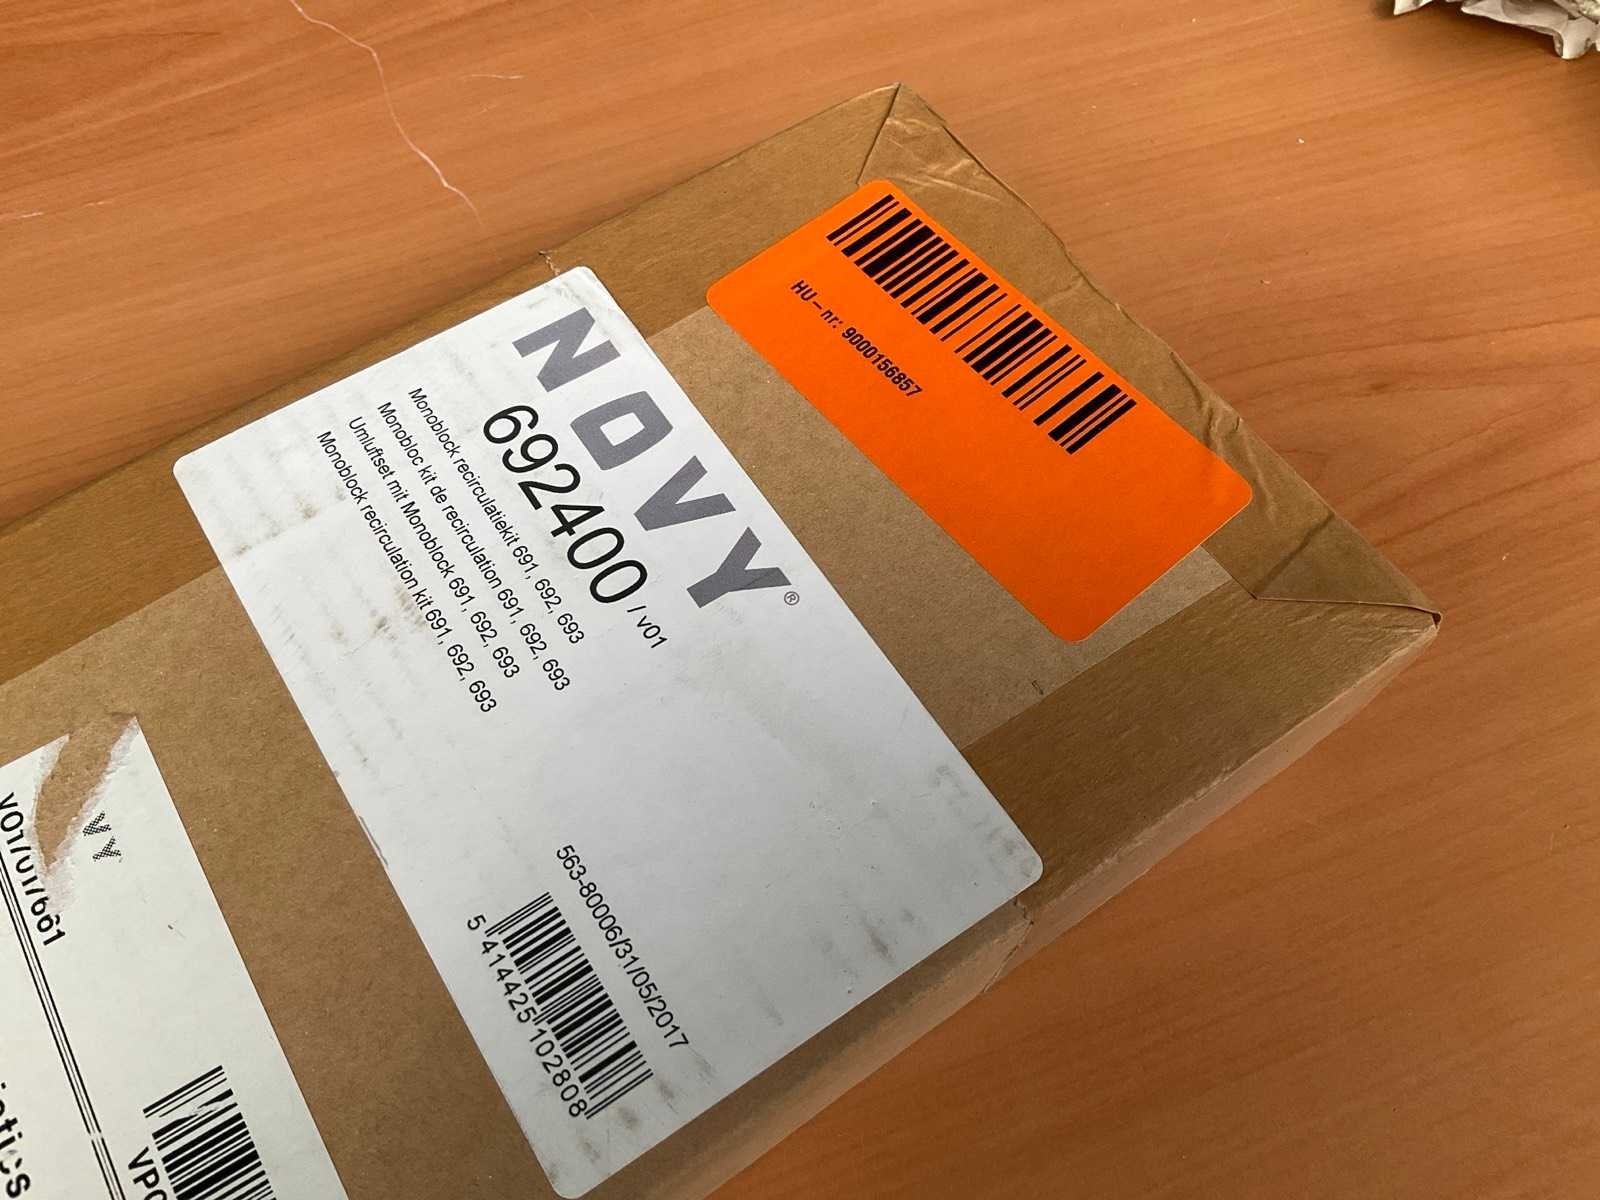 HU-nr: 9000156857
NOVY®
692400/v01
Monoblock recirculatiekit 691, 692, 693
Monobloc kit de recirculation 691, 692, 693
Umluftset mit Monoblock 691, 692, 693
Monoblock recirculation kit 691, 692, 693
563-80006/31/05/2017
5 414425 102808
VY